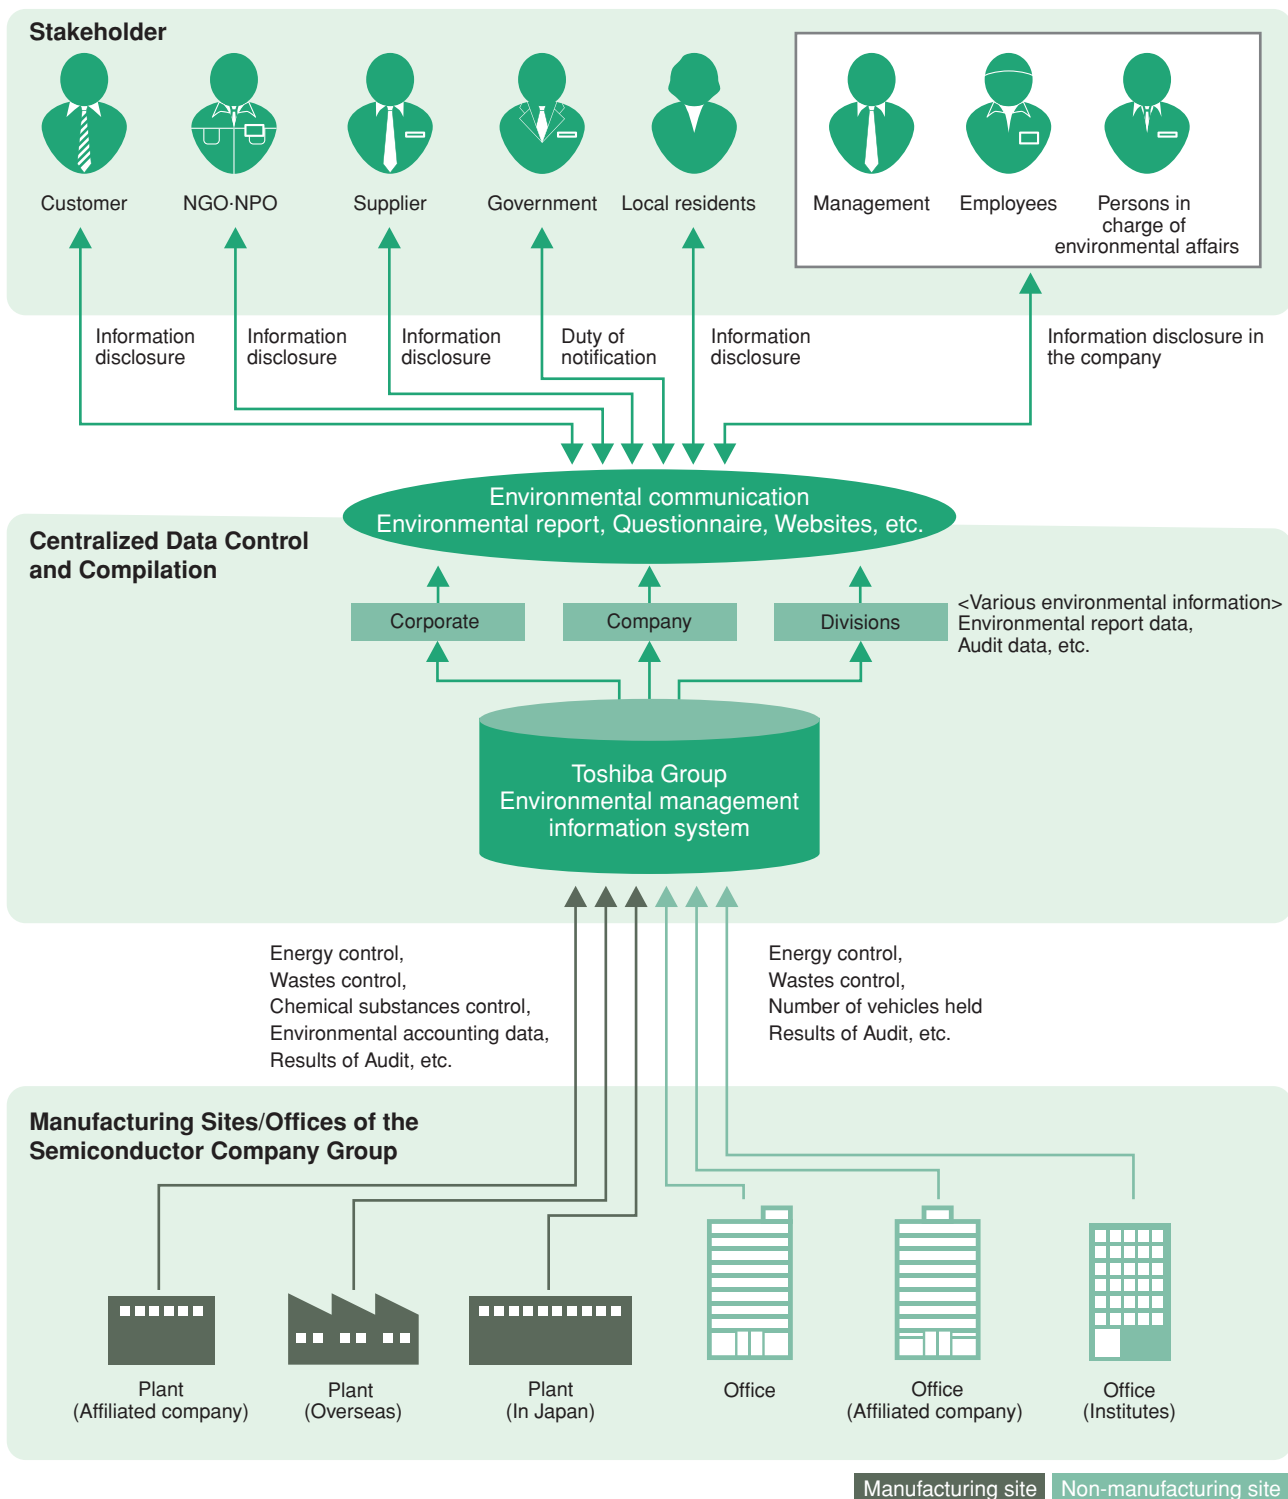 Stakeholder
Customer
NGO·NPO
Supplier
Government
Local residents
Management
Employees
Persons in
charge of
environmental affairs
Information
disclosure
Information
disclosure
Information
disclosure
Duty of
notification
Information
disclosure
Information disclosure in
the company
Environmental communication
Environmental report, Questionnaire, Websites, etc.
Centralized Data Control
and Compilation
Corporate
Company
Divisions
<Various environmental information>
Environmental report data,
Audit data, etc.
Toshiba Group
Environmental management
information system
Energy control,
Wastes control,
Chemical substances control,
Environmental accounting data,
Results of Audit, etc.
Energy control,
Wastes control,
Number of vehicles held
Results of Audit, etc.
Manufacturing Sites/Offices of the
Semiconductor Company Group
Plant
(Affiliated company)
Plant
(Overseas)
Plant
(In Japan)
Office
Office
(Affiliated company)
Office
(Institutes)
Manufacturing site
Non-manufacturing site